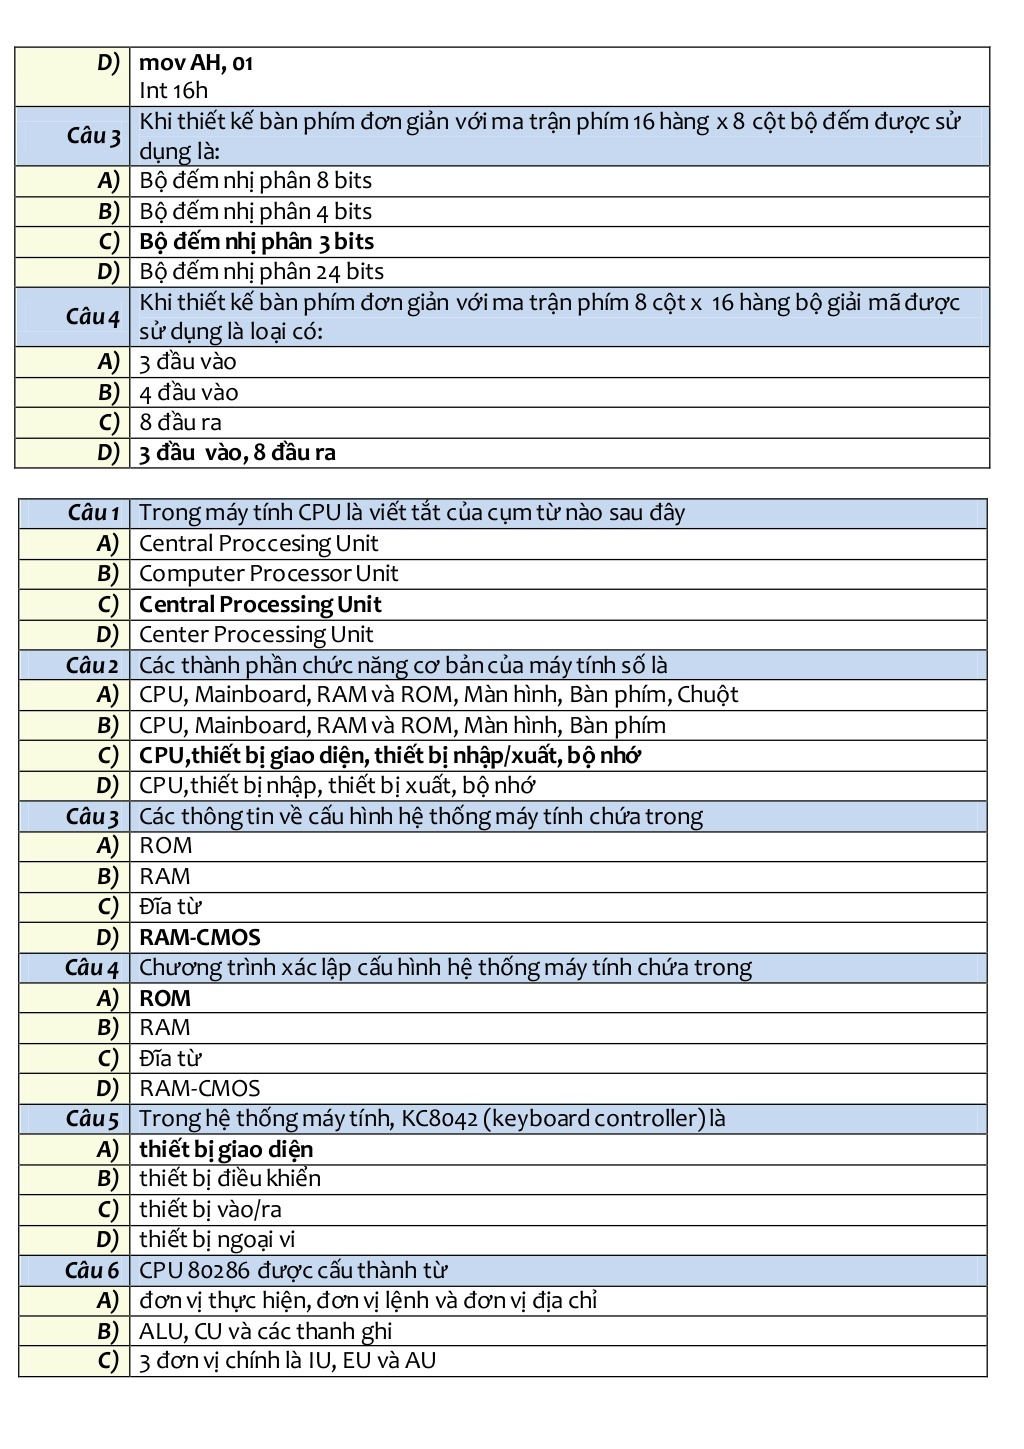 D) mov AH, 01
Int 16h
Câu 3 Khi thiết kế bàn phím đơn giản với ma trận phím 16 hàng x 8 cột bộ đếm được sử
dụng là:
A) Bộ đếm nhị phân 8 bits
B) Bộ đếm nhị phân 4 bits
C) Bộ đếm nhị phân 3 bits
D) Bộ đếm nhị phân 24 bits
Câu 4 Khi thiết kế bàn phím đơn giản với ma trận phím 8 cột x 16 hàng bộ giải mã được
sử dụng là loại có:
A) 3 đầu vào
B) 4 đầu vào
C) 8 đầu ra
D) 3 đầu vào, 8 đầu ra
Câu 1 Trong máy tính CPU là viết tắt của cụm từ nào sau đây
A) Central Proccesing Unit
B) Computer Processor Unit
C) Central Processing Unit
D) Center Processing Unit
Câu 2 Các thành phần chức năng cơ bản của máy tính số là
A) CPU, Mainboard, RAM và ROM, Màn hình, Bàn phím, Chuột
B) CPU, Mainboard, RAM và ROM, Màn hình, Bàn phím
C) CPU,thiết bị giao diện, thiết bị nhập/xuất, bộ nhớ
D) CPU,thiết bị nhập, thiết bị xuất, bộ nhớ
Câu 3 Các thông tin về cấu hình hệ thống máy tính chứa trong
A) ROM
B) RAM
C) Đĩa từ
D) RAM-CMOS
Câu 4 Chương trình xác lập cấu hình hệ thống máy tính chứa trong
A) ROM
B) RAM
C) Đĩa từ
D) RAM-CMOS
Câu 5 Trong hệ thống máy tính, KC8042 (keyboard controller) là
A) thiết bị giao diện
B) thiết bị điều khiển
C) thiết bị vào/ra
D) thiết bị ngoại vi
Câu 6 CPU 80286 được cấu thành từ
A) đơn vị thực hiện, đơn vị lệnh và đơn vị địa chỉ
B) ALU, CU và các thanh ghi
C) 3 đơn vị chính là IU, EU và AU